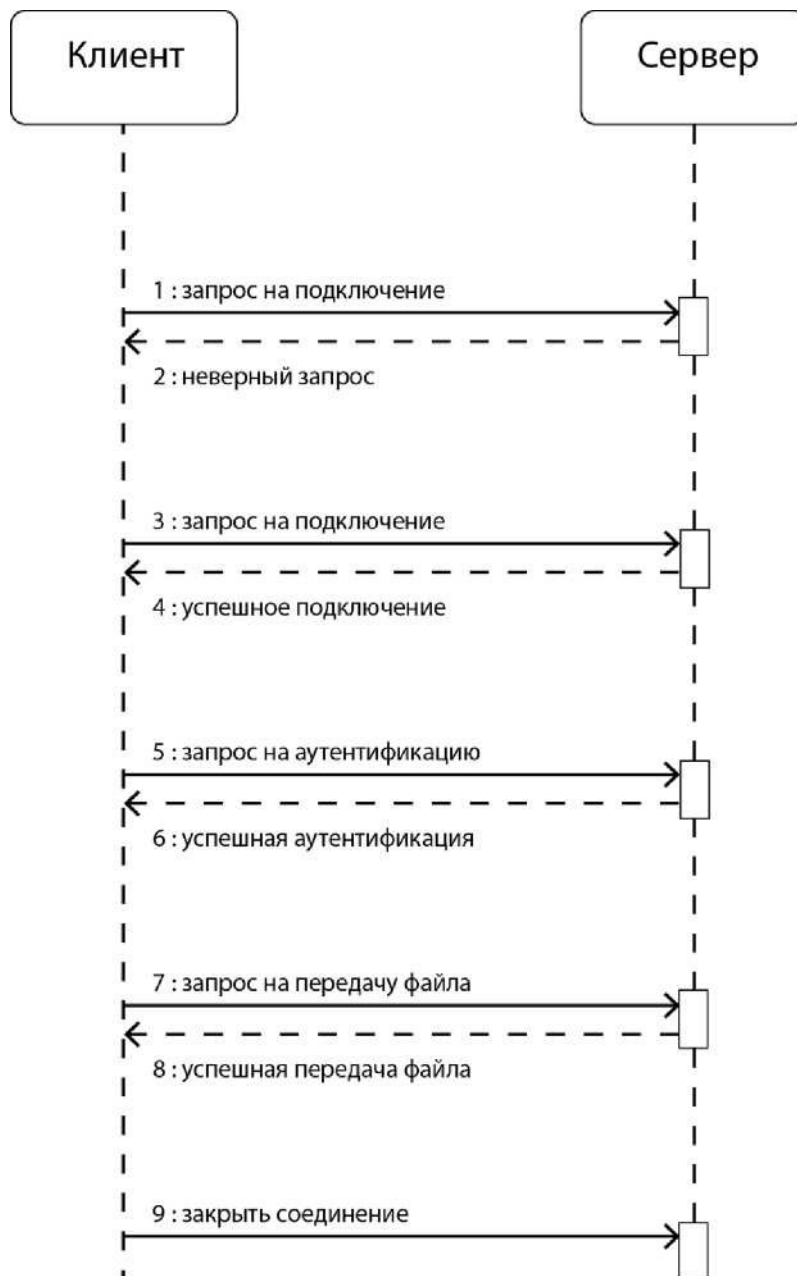 Клиент
Сервер
1 : запрос на подключение
2 : неверный запрос
3 : запрос на подключение
4 : успешное подключение
5 : запрос на аутентификацию
6 : успешная аутентификация
7 : запрос на передачу файла
8 : успешная передача файла
9 : закрыть соединение